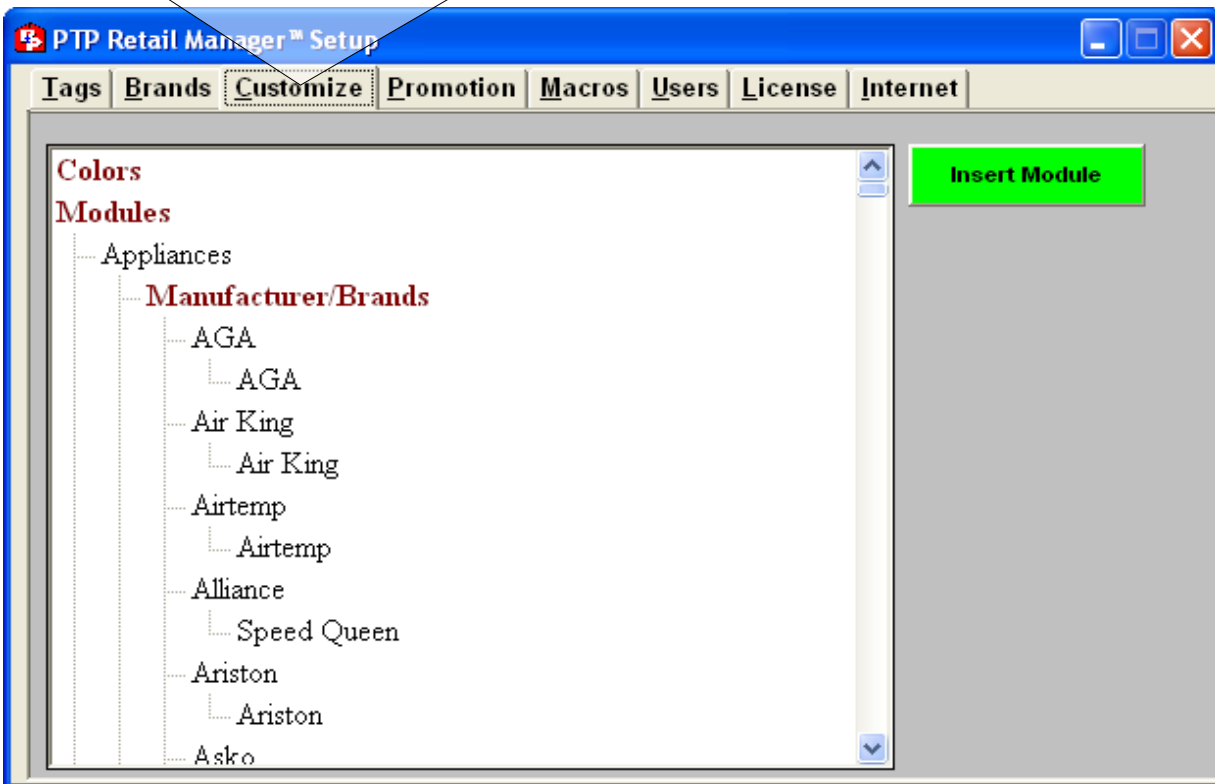 PTP Retail Manager™ Setup
Tags Brands Customize Promotion Macros Users License Internet
Colors
Insert Module
Modules
Appliances
Manufacturer/Brands
AGA
AGA
Air King
Air King
Airtemp
Airtemp
Alliance
Speed Queen
Ariston
Ariston
Asko